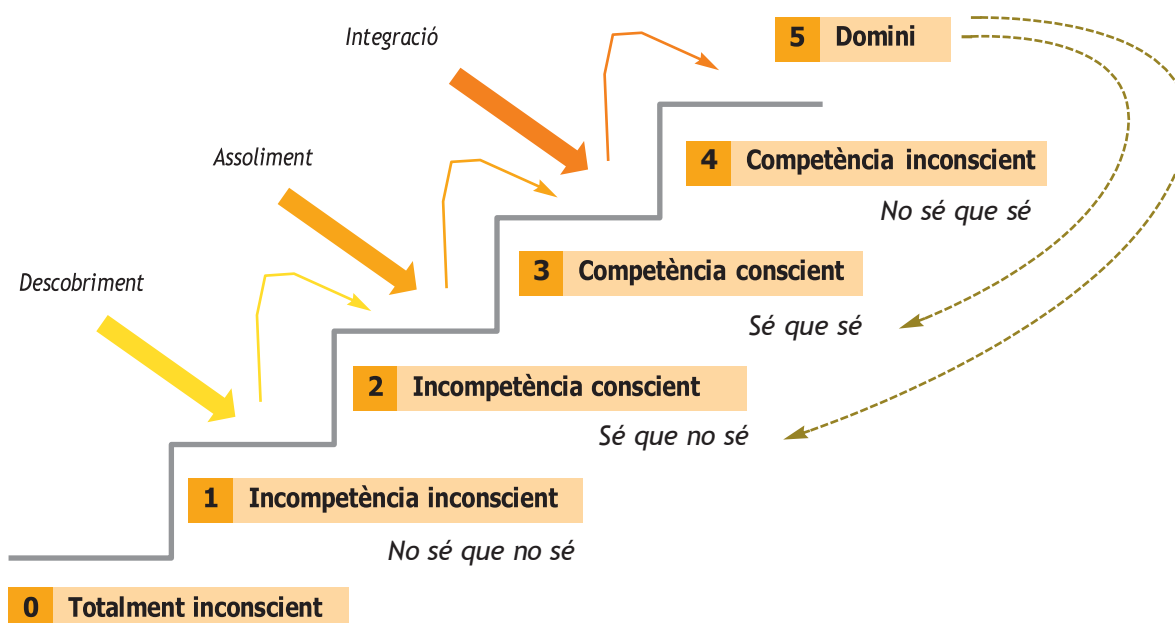 Integració
5 Domini
Assoliment
4 Competència inconscient
No sé que sé
Descobriment
3 Competència conscient
Sé que sé
2 Incompetència conscient
Sé que no sé
1 Incompetència inconscient
No sé que no sé
0 Totalment inconscient